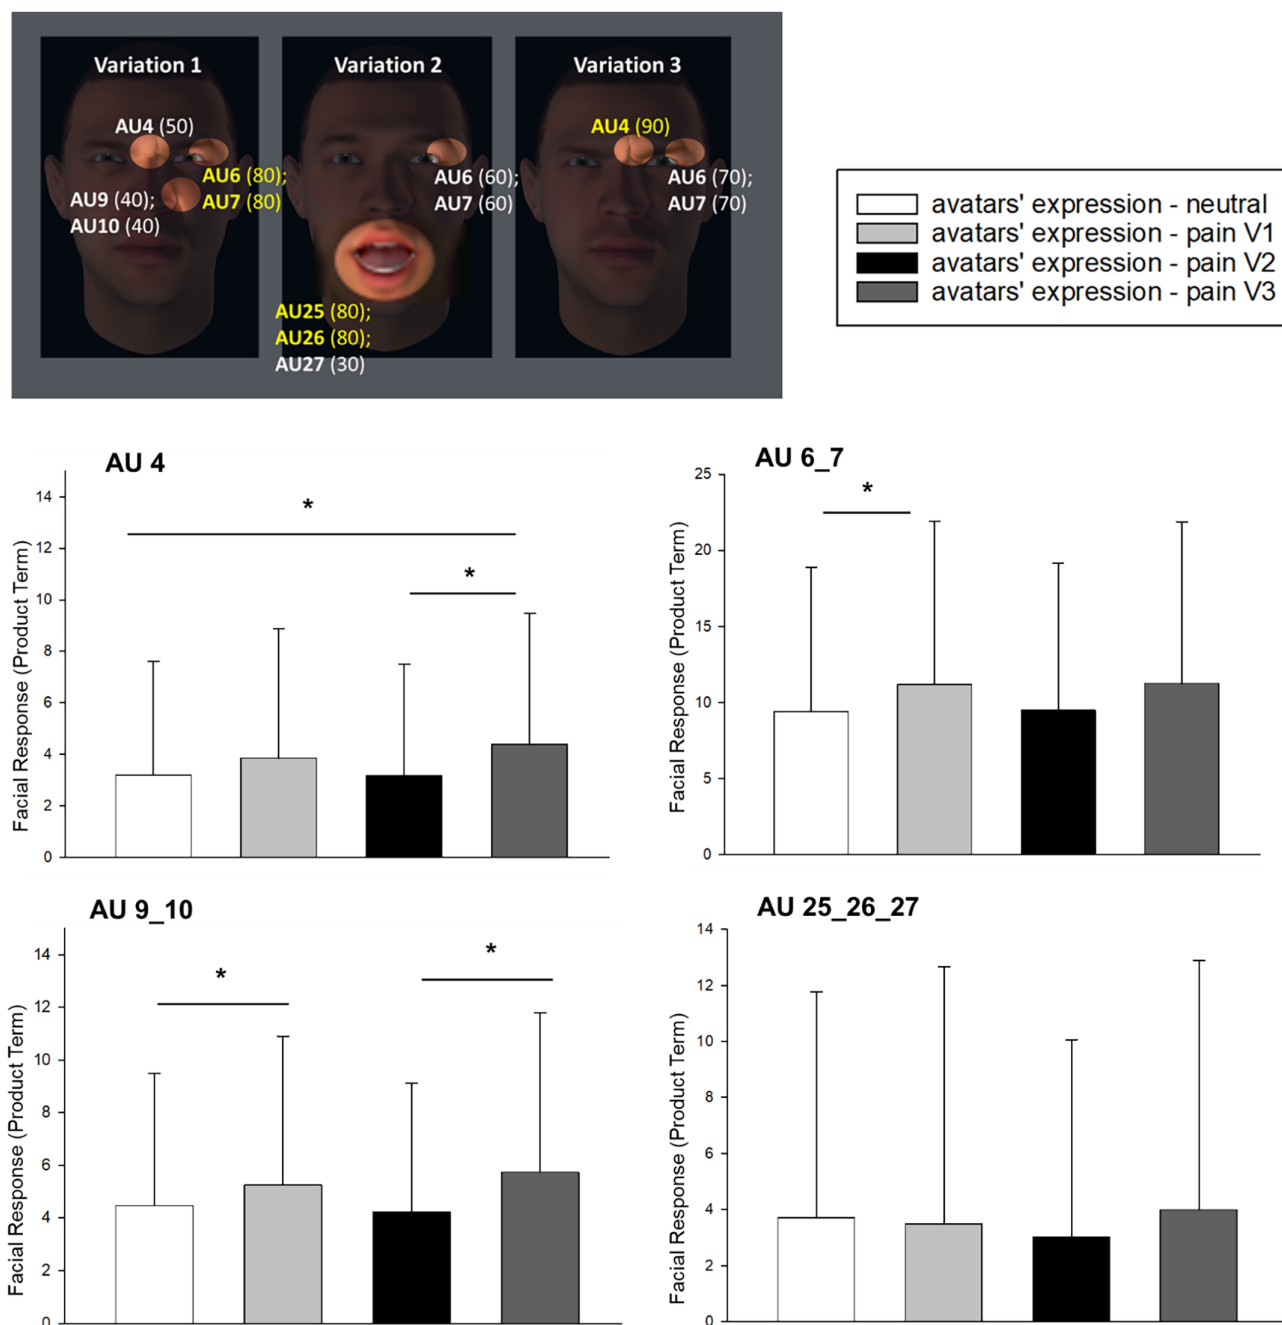 Variation 1
Variation 2
Variation 3
AU4 (50)
AU6 (80);
AU7 (80)
AU9 (40);
AU10 (40)
AU6 (60);
AU7 (60)
AU25 (80);
AU26 (80);
AU27 (30)
AU4 (90)
AU6 (70);
AU7 (70)
avatars' expression - neutral
avatars' expression - pain V1
avatars' expression - pain V2
avatars' expression - pain V3
AU 4
Facial Response (Product Term)
14
12
10
8
6
4
2
0
*
*
AU 6_7
Facial Response (Product Term)
25
20
15
10
5
0
*
AU 9_10
Facial Response (Product Term)
14
12
10
8
6
4
2
0
*
*
AU 25_26_27
Facial Response (Product Term)
14
12
10
8
6
4
2
0